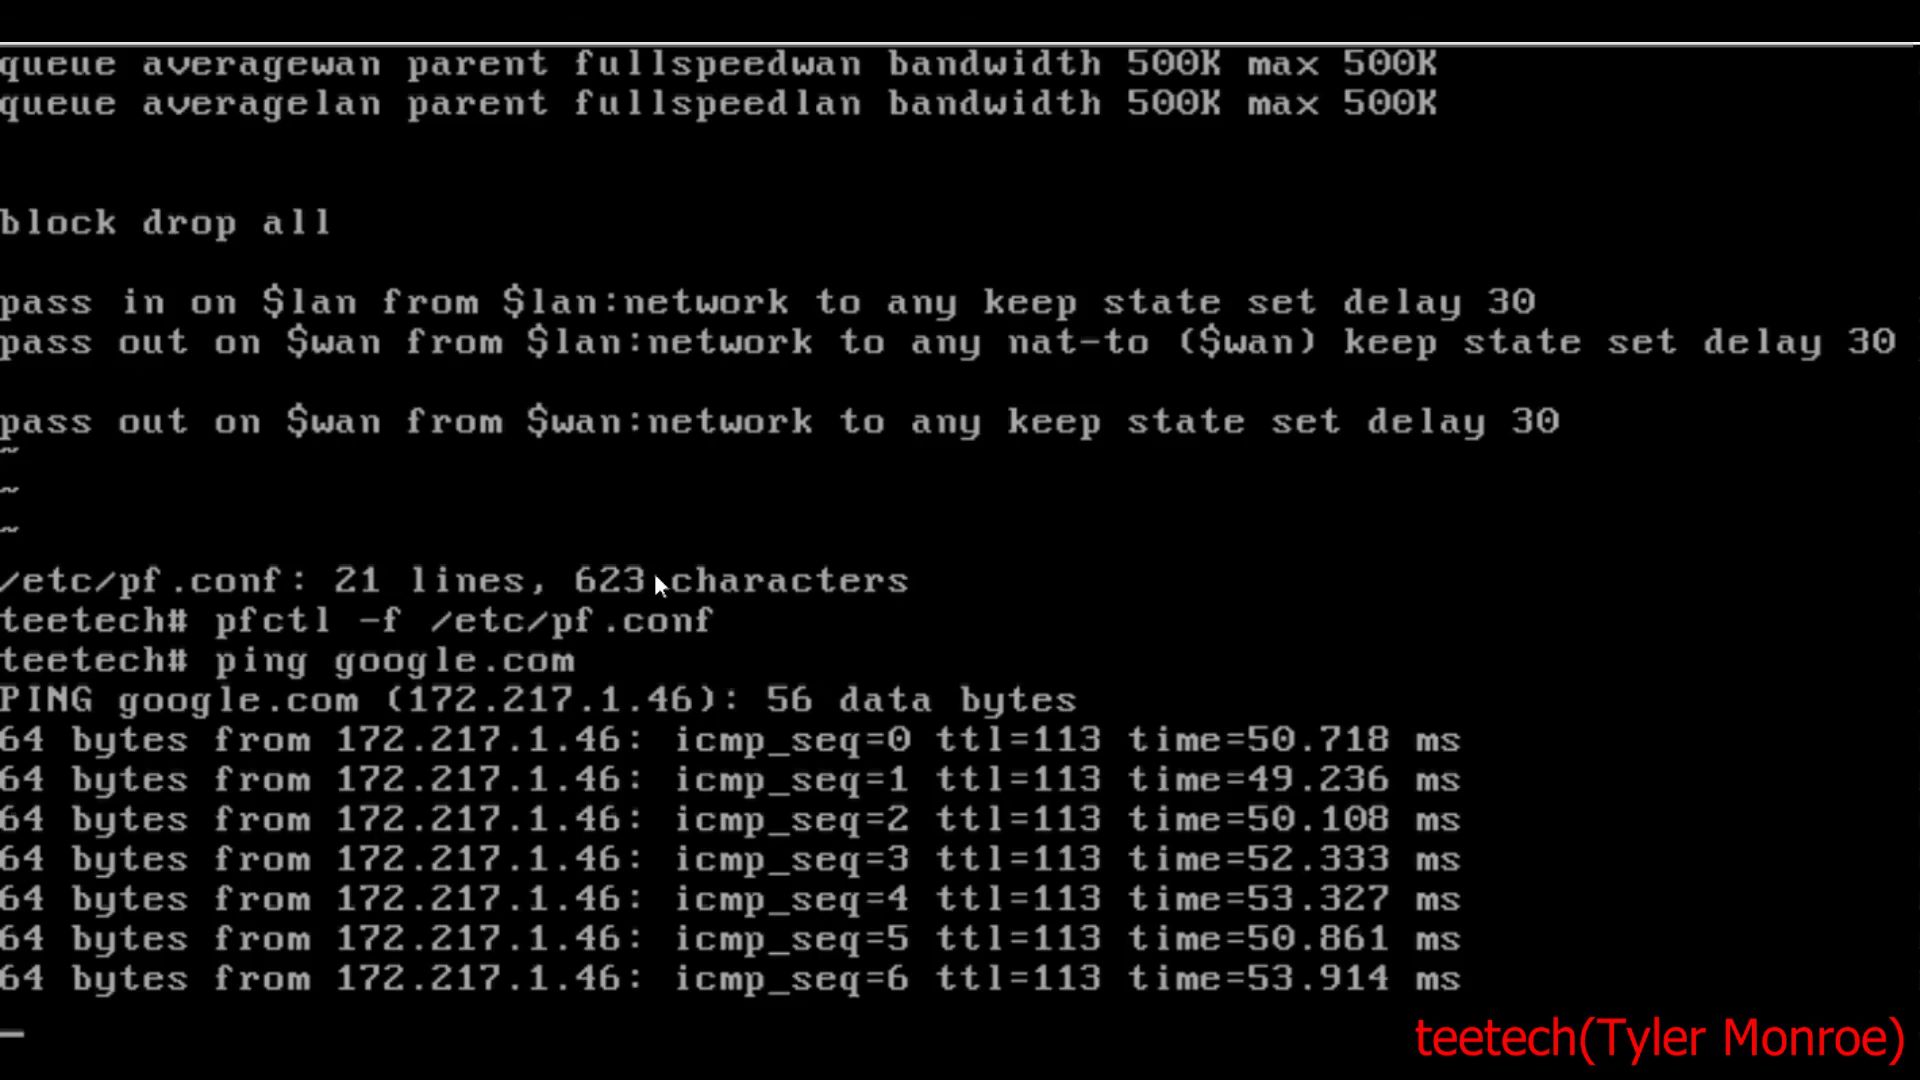 queue averagewan parent fullspeedwan bandwidth 500K max 500K
queue averagelan parent fullspeedlan bandwidth 500K max 500K
block drop all
pass in on $lan from $lan:network to any keep state set delay 30
pass out on $wan from $lan:network to any nat-to ($wan) keep state set delay 30
pass out on $wan from $wan:network to any keep state set delay 30
~
~
~
/etc/pf.conf: 21 lines, 623 characters
teetech# pfctl -f /etc/pf.conf
teetech# ping google.com
PING google.com (172.217.1.46): 56 data bytes
64 bytes from 172.217.1.46: icmp_seq=0 ttl=113 time=50.718 ms
64 bytes from 172.217.1.46: icmp_seq=1 ttl=113 time=49.236 ms
64 bytes from 172.217.1.46: icmp_seq=2 ttl=113 time=50.108 ms
64 bytes from 172.217.1.46: icmp_seq=3 ttl=113 time=52.333 ms
64 bytes from 172.217.1.46: icmp_seq=4 ttl=113 time=53.327 ms
64 bytes from 172.217.1.46: icmp_seq=5 ttl=113 time=50.861 ms
64 bytes from 172.217.1.46: icmp_seq=6 ttl=113 time=53.914 ms
teetech(Tyler Monroe)